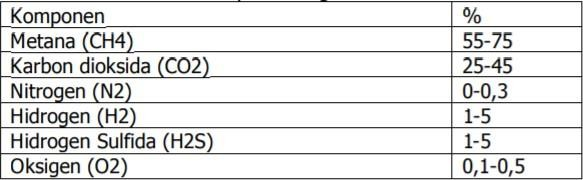 Komponen %
Metana (CH4) 55-75
Karbon dioksida (CO2) 25-45
Nitrogen (N2) 0-0,3
Hidrogen (H2) 1-5
Hidrogen Sulfida (H2S) 1-5
Oksigen (O2) 0,1-0,5